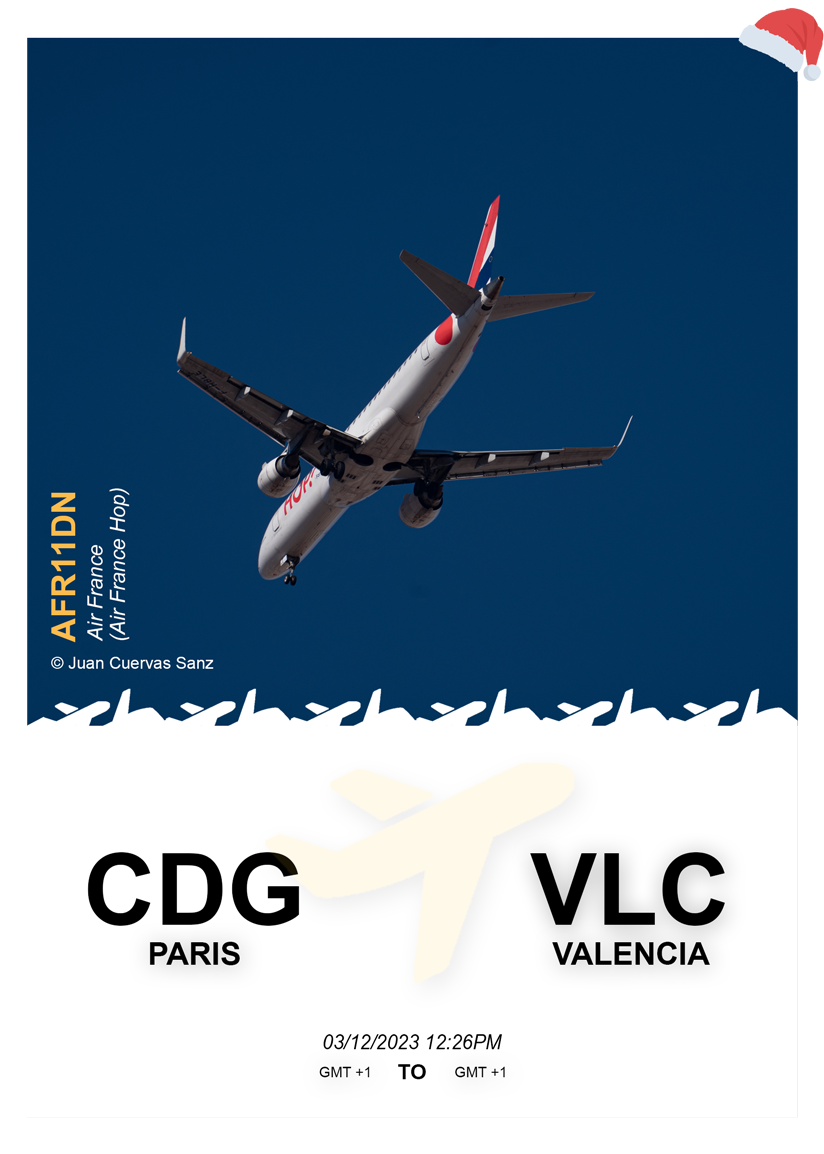 HOP!
AFR11DN
Air France
(Air France Hop)
© Juan Cuervas Sanz
CDG
VLC
PARIS
VALENCIA
03/12/2023 12:26PM
GMT +1 TO GMT +1